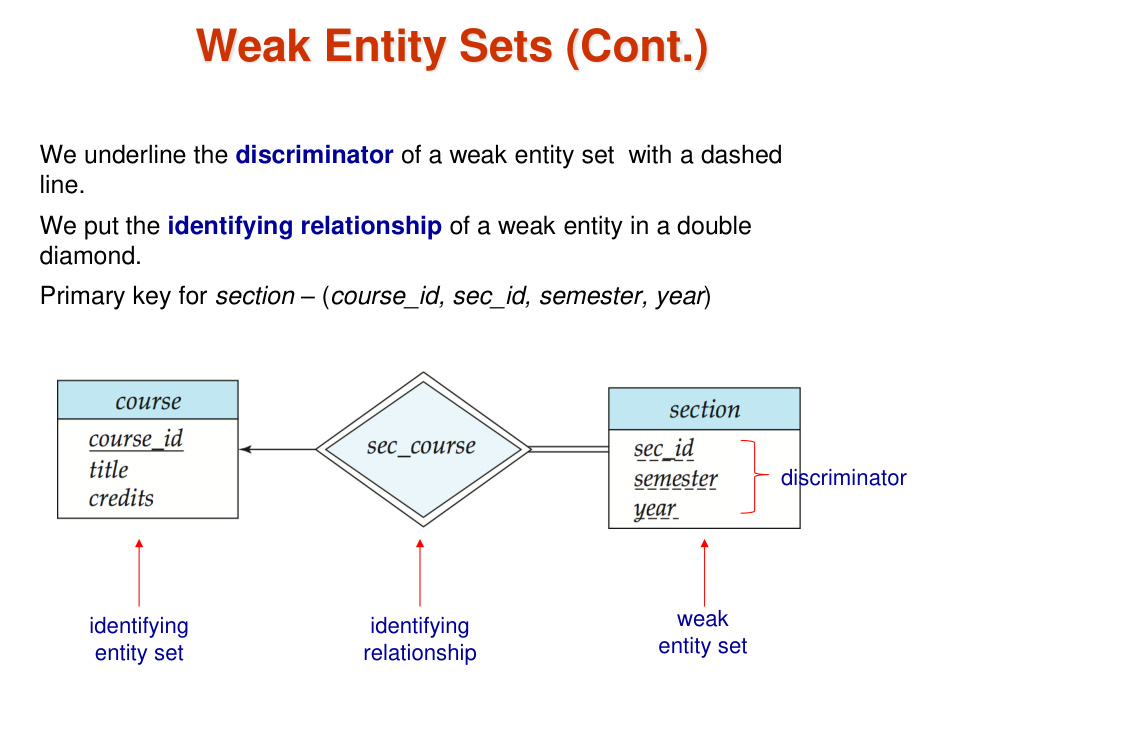 Weak Entity Sets (Cont.)
We underline the discriminator of a weak entity set with a dashed
line.
We put the identifying relationship of a weak entity in a double
diamond.
Primary key for section – (course_id, sec_id, semester, year)
course
course_id
title
credits
sec_course
section
sec_id
semester
year
discriminator
identifying
entity set
identifying
relationship
weak
entity set